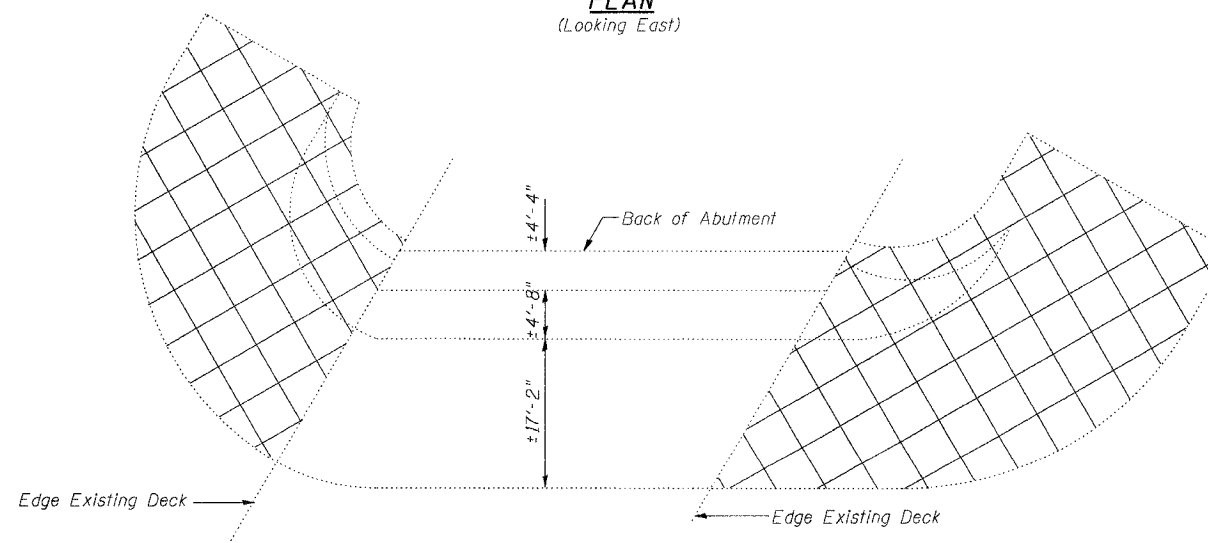 PLAN
(Looking East)
±4'-4"
Back of Abutment
±4'-8"
±17'-2"
Edge Existing Deck
Edge Existing Deck